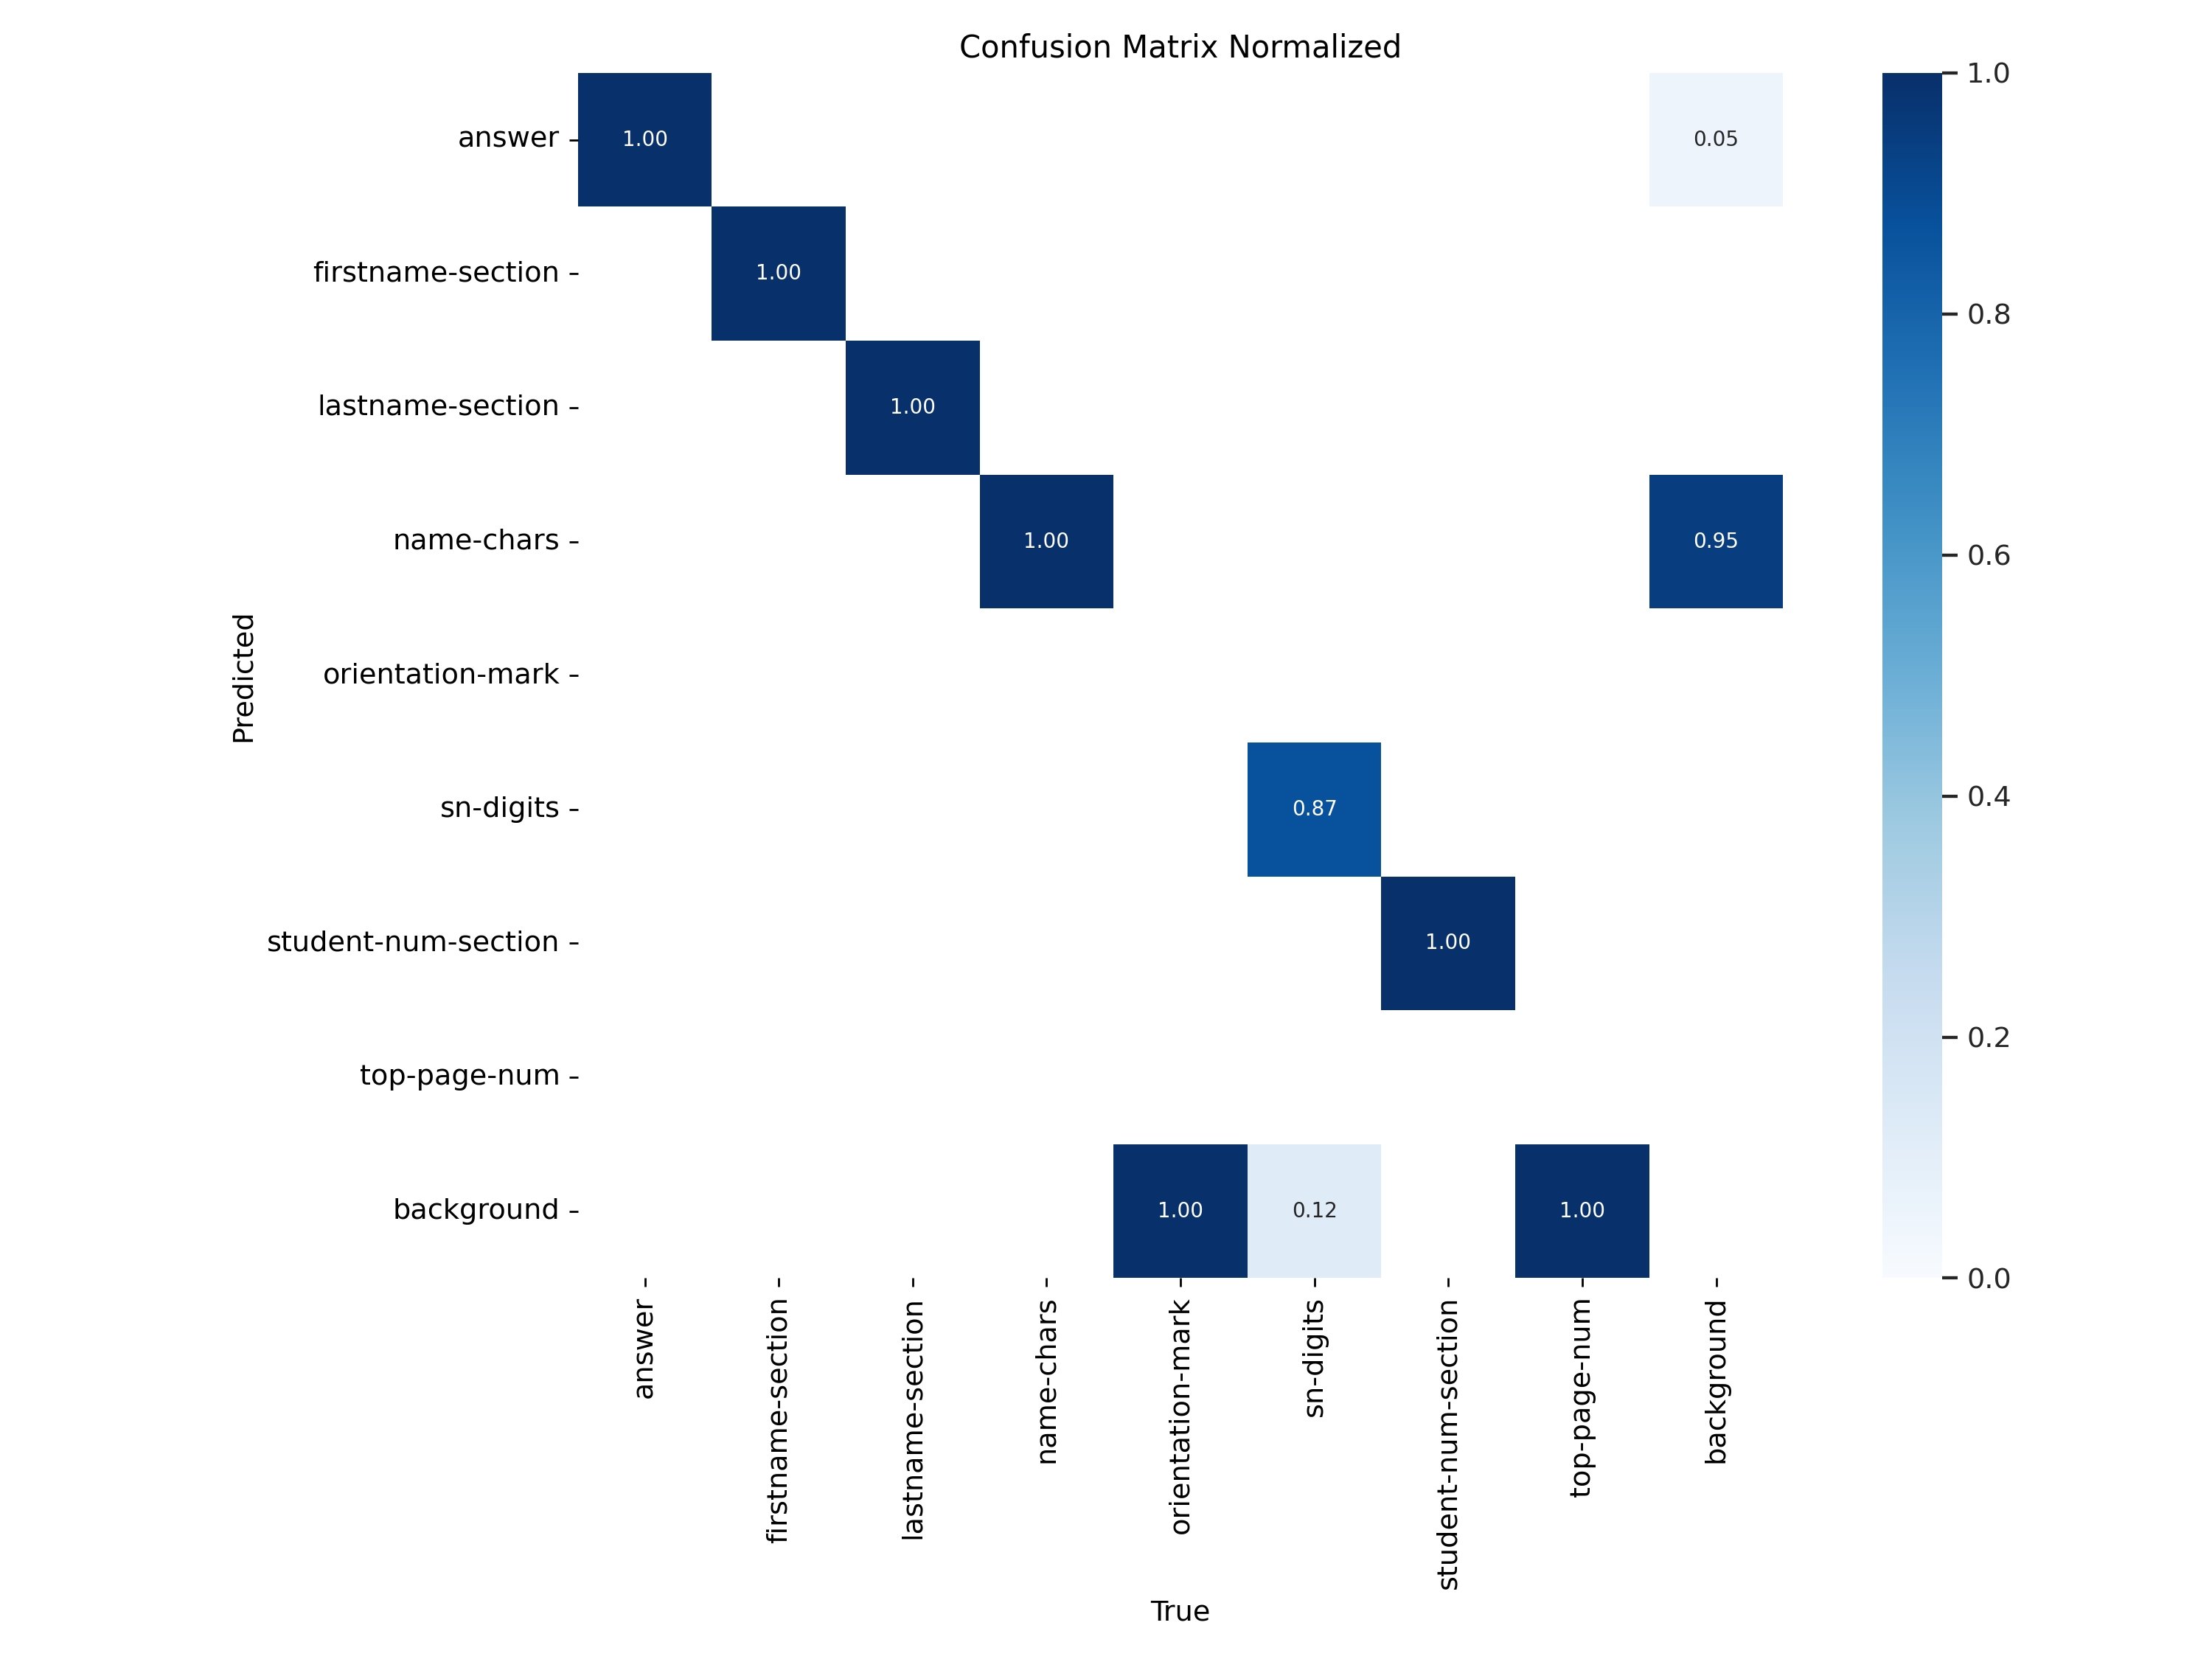 Confusion Matrix Normalized
answer
firstname-section
lastname-section
name-chars
orientation-mark
sn-digits
student-num-section
top-page-num
background
Predicted
1.00
0.05
1.00
1.00
1.00
0.95
0.87
1.00
1.00
0.12
1.00
1.0
0.8
0.6
0.4
0.2
0.0
answer
firstname-section
lastname-section
name-chars
orientation-mark
sn-digits
student-num-section
top-page-num
background
True